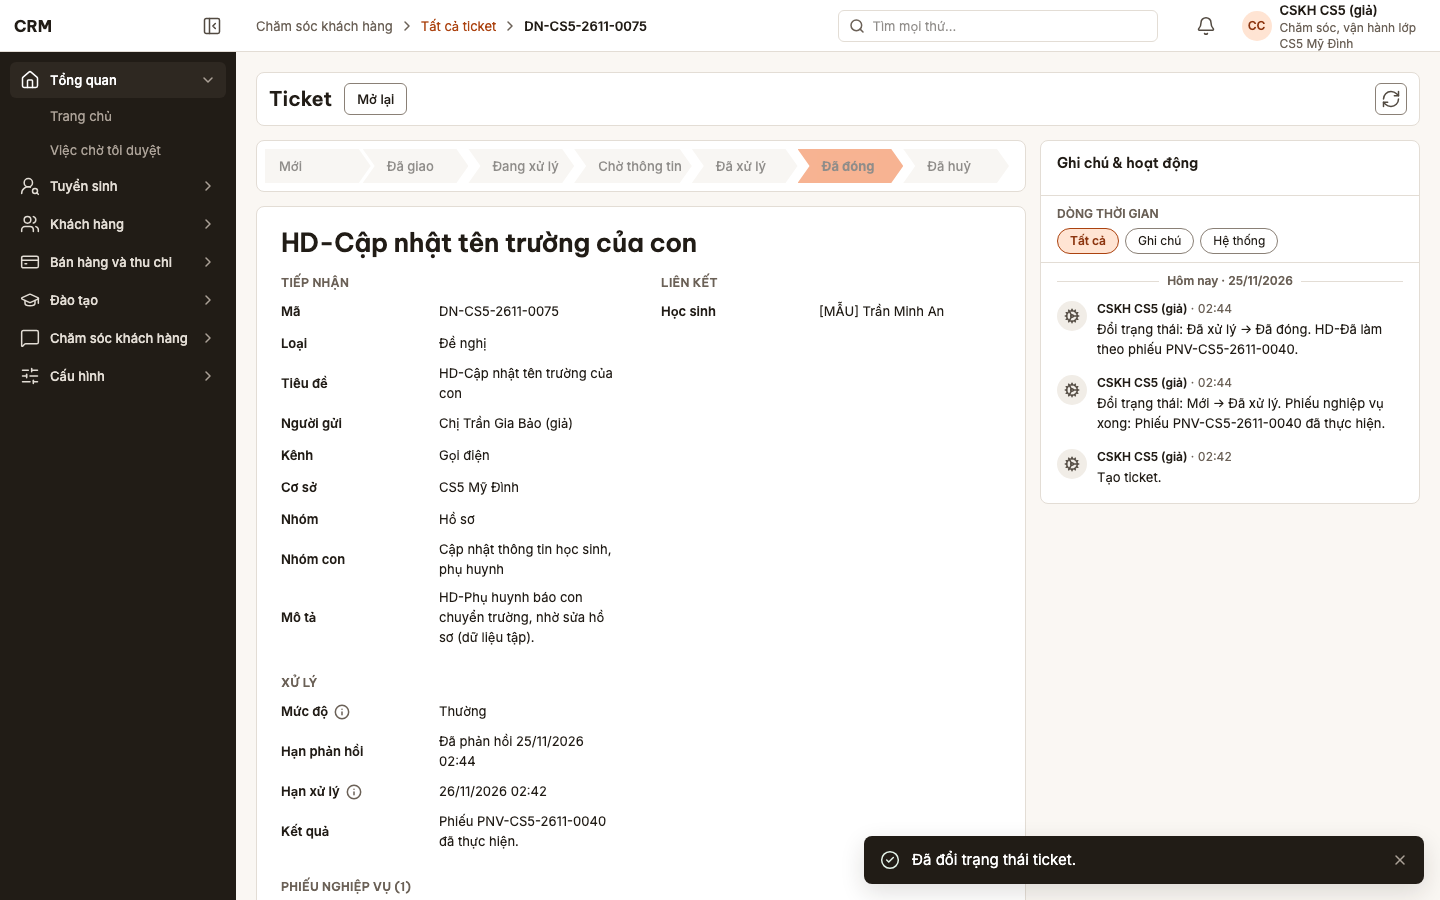 CRM
Chăm sóc khách hàng > Tất cả ticket > DN-CS5-2611-0075
Tìm mọi thứ...
CC
CSKH CS5 (giả)
Chăm sóc, vận hành lớp
CS5 Mỹ Đình
Tổng quan
Trang chủ
Việc chờ tôi duyệt
Tuyển sinh
Khách hàng
Bán hàng và thu chi
Đào tạo
Chăm sóc khách hàng
Cấu hình
Ticket
Mở lại
Mới
Đã giao
Đang xử lý
Chờ thông tin
Đã xử lý
Đã đóng
Đã huỷ
HD-Cập nhật tên trường của con
TIẾP NHẬN
Mã
DN-CS5-2611-0075
Loại
Đề nghị
Tiêu đề
HD-Cập nhật tên trường của
con
Người gửi
Chị Trần Gia Bảo (giả)
Kênh
Gọi điện
Cơ sở
CS5 Mỹ Đình
Nhóm
Hồ sơ
Nhóm con
Cập nhật thông tin học sinh,
phụ huynh
Mô tả
HD-Phụ huynh báo con
chuyển trường, nhờ sửa hồ
sơ (dữ liệu tập).
LIÊN KẾT
Học sinh
[MẪU] Trần Minh An
XỬ LÝ
Mức độ
Thường
Hạn phản hồi
Đã phản hồi 25/11/2026
02:44
Hạn xử lý
26/11/2026 02:42
Kết quả
Phiếu PNV-CS5-2611-0040
đã thực hiện.
PHIẾU NGHIỆP VỤ (1)
Ghi chú & hoạt động
DÒNG THỜI GIAN
Tất cả
Ghi chú
Hệ thống
Hôm nay · 25/11/2026
CSKH CS5 (giả) · 02:44
Đổi trạng thái: Đã xử lý → Đã đóng. HD-Đã làm
theo phiếu PNV-CS5-2611-0040.
CSKH CS5 (giả) · 02:44
Đổi trạng thái: Mới → Đã xử lý. Phiếu nghiệp vụ
xong: Phiếu PNV-CS5-2611-0040 đã thực hiện.
CSKH CS5 (giả) · 02:42
Tạo ticket.
Đã đổi trạng thái ticket.